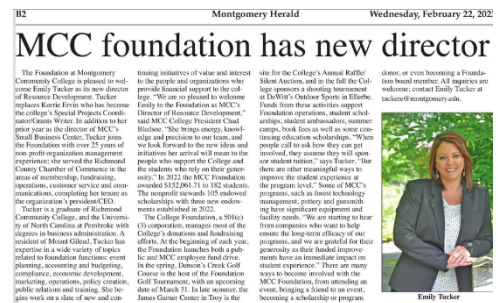 B2
Montgomery Herald
Wednesday, February 22, 202
MCC foundation has new director
The Foundation at Montgomery
Community College is pleased to wel-
come Emily Tucker as its new director
of Resource Development. Tucker
replaces Korrie Ervin who has become
the college's Special Projects Coordi-
nator/Grants Writer. In addition to her
prior year as the director of MCC's
Small Business Center, Tucker joins
the Foundation with over 25 years of
non-profit organization management
experience; she served the Richmond
County Chamber of Commerce in the
areas of membership, fundraising,
operations, customer service and com-
munications, completing her tenure as
the organization's president/CEO.
Tucker is a graduate of Richmond
Community College, and the Universi-
ty of North Carolina at Pembroke with
degrees in business administration. A
resident of Mount Gilead, Tucker has
expertise in a wide variety of topics
related to foundation functions: event
planning, accounting and budgeting,
compliance, economic development,
marketing, operations, policy creation,
public relations and training. She be-
gins work on a slate of new and con-
tinuing initiatives of value and interest
to the people and organizations who
provide financial support to the col-
lege. "We are so pleased to welcome
Emily to the Foundation as MCC's
Director of Resource Development,"
said MCC College President Chad
Bledsoe. "She brings energy, knowl-
edge and precision to our team, and
we look forward to the new ideas and
initiatives her arrival will mean to the
people who support the College and
the students who rely on their gener-
osity." In 2022 the MCC Foundation
awarded $152,061.71 to 182 students.
The nonprofit stewards 105 endowed
scholarships with three new endow-
ments established in 2022.
The College Foundation, a 501(c)
(3) corporation, manages most of the
College's donations and fundraising
efforts. At the beginning of each year,
the Foundation launches both a pub-
lic and MCC employee fund drive.
In the spring, Denson's Creek Golf
Course is the host of the Foundation
Golf Tournament, with an upcoming
date of March 31. In late summer, the
James Garner Center in Troy is the
site for the College's Annual Raffle/
Silent Auction, and in the fall the Col-
lege sponsors a shooting tournament
at DeWitt's Outdoor Sports in Ellerbe.
Funds from these activities support
Foundation operations, student schol-
arships, student ambassadors, summer
camps, book fees as well as some con-
tinuing education scholarships. "When
people call to ask how they can get
involved, they assume they will spon-
sor student tuition," says Tucker, "But
there are other meaningful ways to
improve the student experience at
the program level." Some of MCC's
programs, such as forest technology
management, pottery and gunsmith-
ing have significant equipment and
facility needs. "We are starting to hear
from companies who want to help
ensure the long-term efficacy of our
programs, and we are grateful for their
generosity as their funded improve-
ments have an immediate impact on
student experience." There are many
ways to become involved with the
MCC Foundation, from attending an
event, bringing a friend to an event,
becoming a scholarship or program
donor, or even becoming a Founda-
tion board member. All inquiries are
welcome; contact Emily Tucker at
tuckere@montgomery.edu.
Emily Tucker